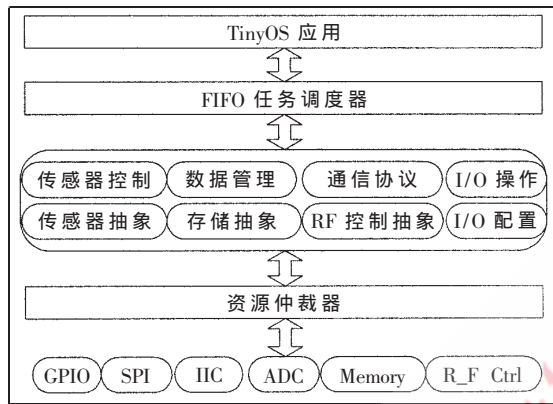 TinyOS 应用
FIFO 任务调度器
传感器控制 数据管理 通信协议 I/O 操作
传感器抽象 存储抽象 RF 控制抽象 I/O 配置
资源仲裁器
GPIO SPI IIC ADC Memory R_F Ctrl